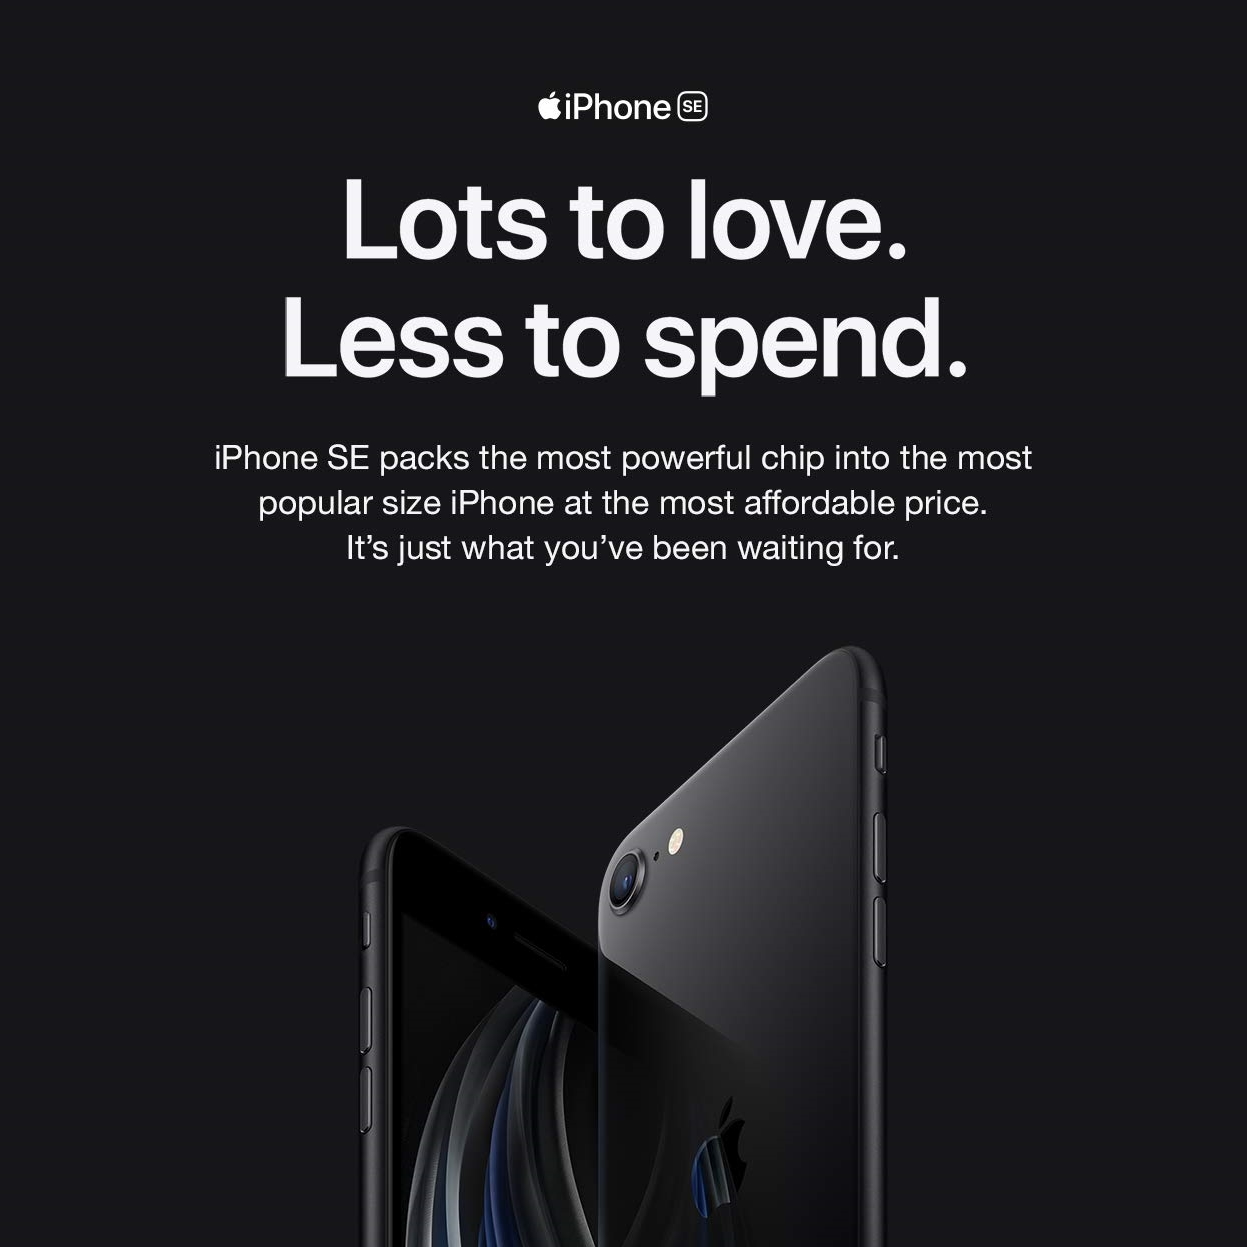 iPhone SE
Lots to love.
Less to spend.
iPhone SE packs the most powerful chip into the most
popular size iPhone at the most affordable price.
It’s just what you’ve been waiting for.